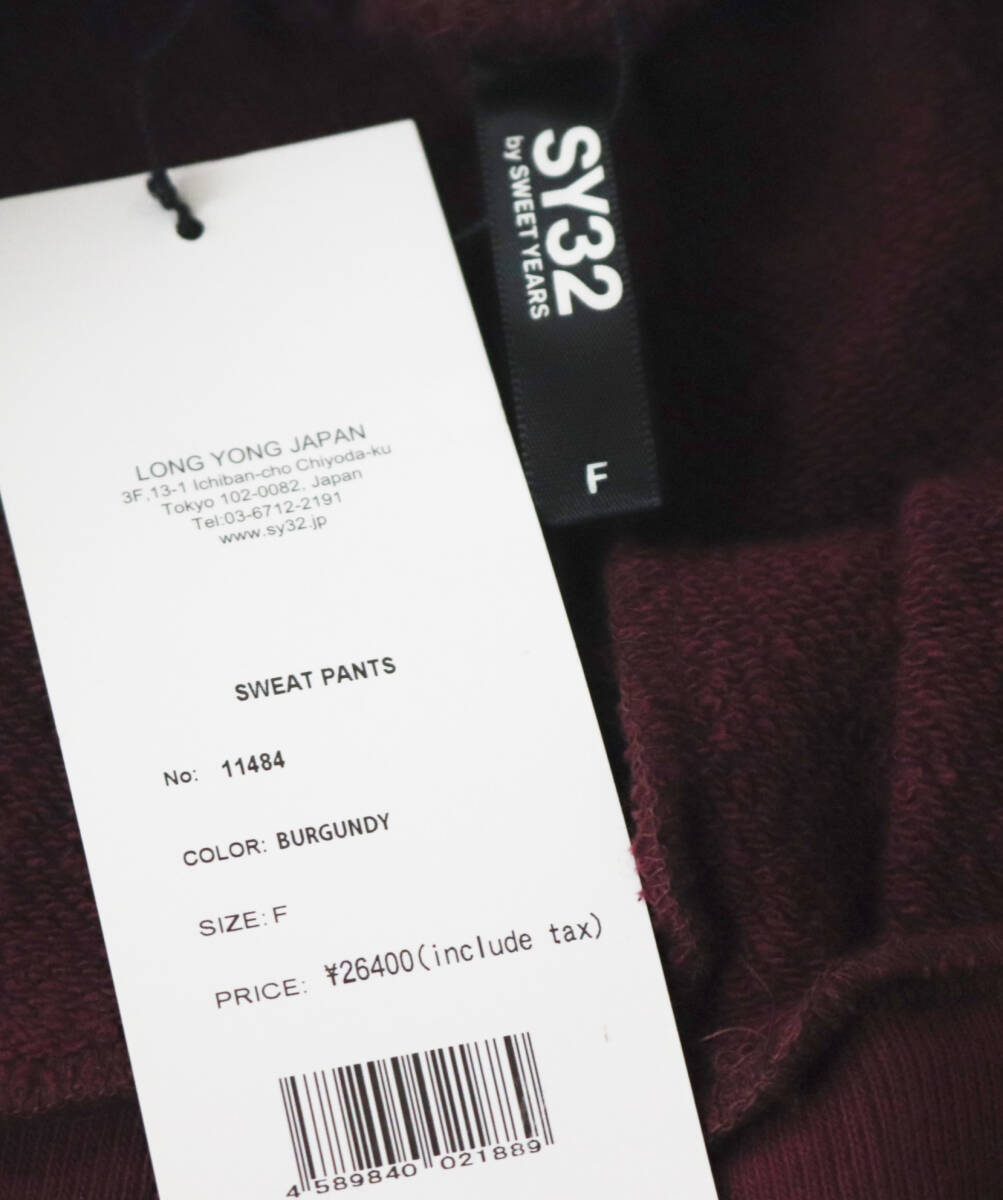 SY32
by SWEET YEARS
F
LONG YONG JAPAN
3F,13-1 Ichiban-cho Chiyoda-ku
Tokyo 102-0082, Japan
Tel:03-6712-2191
www.sy32.jp
SWEAT PANTS
No: 11484
COLOR: BURGUNDY
SIZE: F
PRICE: ¥26400(include tax)
4 589840 021889